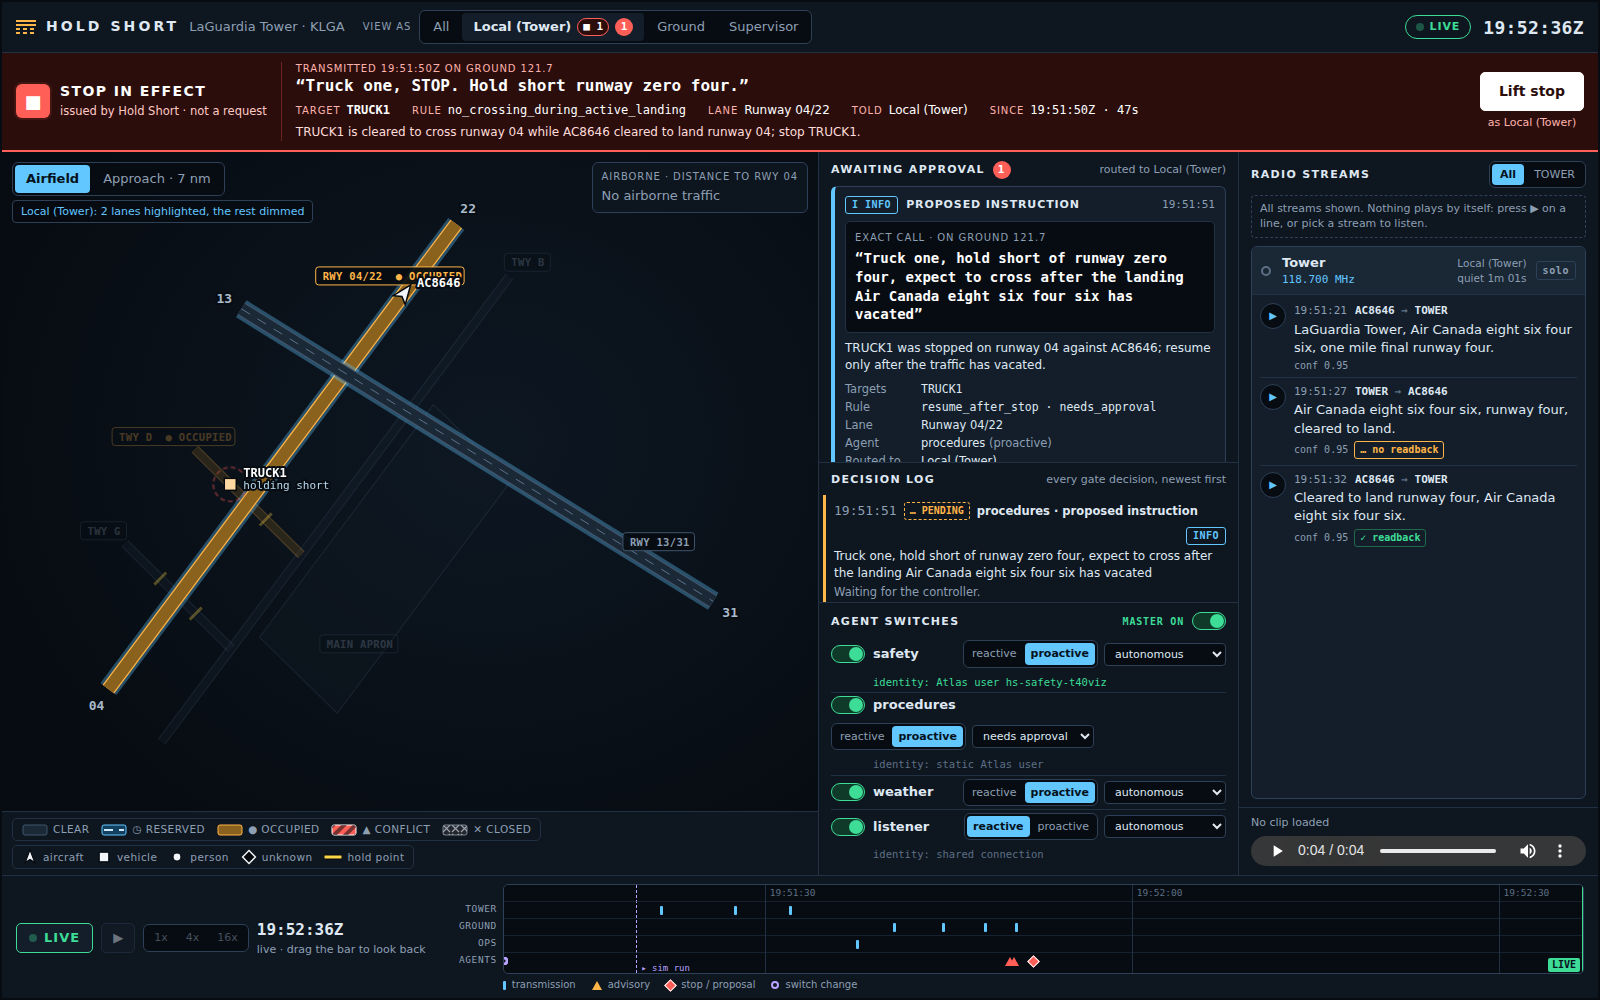 HOLD SHORT LaGuardia Tower · KLGA VIEW AS All Local (Tower) ■ 1 1 Ground Supervisor LIVE 19:52:36Z
STOP IN EFFECT
issued by Hold Short · not a request
TRANSMITTED 19:51:50Z ON GROUND 121.7
“Truck one, STOP. Hold short runway zero four.”
TARGET TRUCK1 RULE no_crossing_during_active_landing LANE Runway 04/22 TOLD Local (Tower) SINCE 19:51:50Z · 47s
TRUCK1 is cleared to cross runway 04 while AC8646 cleared to land runway 04; stop TRUCK1.
Lift stop
as Local (Tower)
Airfield Approach · 7 nm
Local (Tower): 2 lanes highlighted, the rest dimmed
AIRBORNE · DISTANCE TO RWY 04
No airborne traffic
22
TWY B
RWY 04/22 ● OCCUPIED
AC8646
13
TWY D ● OCCUPIED
TRUCK1
holding short
TWY G
RWY 13/31
31
MAIN APRON
04
CLEAR ◷ RESERVED ● OCCUPIED ▲ CONFLICT ✕ CLOSED
aircraft vehicle person unknown hold point
AWAITING APPROVAL 1 routed to Local (Tower)
I INFO PROPOSED INSTRUCTION 19:51:51
EXACT CALL · ON GROUND 121.7
“Truck one, hold short of runway zero
four, expect to cross after the landing
Air Canada eight six four six has
vacated”
TRUCK1 was stopped on runway 04 against AC8646; resume
only after the traffic has vacated.
Targets TRUCK1
Rule resume_after_stop · needs_approval
Lane Runway 04/22
Agent procedures (proactive)
Routed to Local (Tower)
DECISION LOG every gate decision, newest first
19:51:51 … PENDING procedures · proposed instruction
INFO
Truck one, hold short of runway zero four, expect to cross after
the landing Air Canada eight six four six has vacated
Waiting for the controller.
AGENT SWITCHES MASTER ON
safety reactive proactive autonomous
identity: Atlas user hs-safety-t40viz
procedures
reactive proactive needs approval
identity: static Atlas user
weather reactive proactive autonomous
listener reactive proactive autonomous
identity: shared connection
RADIO STREAMS All TOWER
All streams shown. Nothing plays by itself: press ▶ on a
line, or pick a stream to listen.
Tower Local (Tower)
118.700 MHz quiet 1m 01s solo
19:51:21 AC8646 → TOWER
LaGuardia Tower, Air Canada eight six four
six, one mile final runway four.
conf 0.95
19:51:27 TOWER → AC8646
Air Canada eight six four six, runway four,
cleared to land.
conf 0.95 … no readback
19:51:32 AC8646 → TOWER
Cleared to land runway four, Air Canada
eight six four six.
conf 0.95 ✓ readback
No clip loaded
0:04 / 0:04
LIVE ▶ 1x 4x 16x 19:52:36Z
live · drag the bar to look back
19:51:30 19:52:00 19:52:30
TOWER
GROUND
OPS
AGENTS
▸ sim run
LIVE
transmission advisory stop / proposal switch change